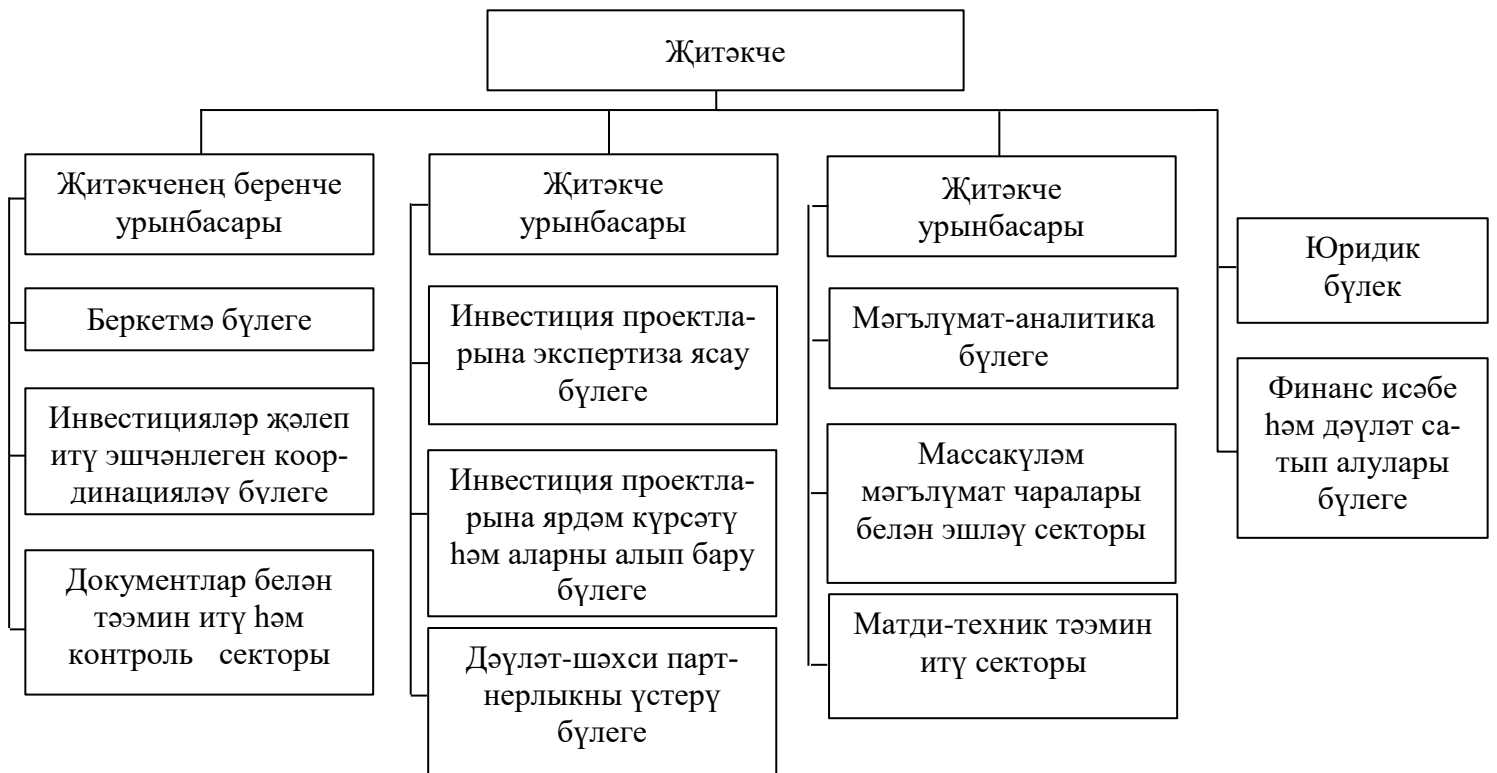 Җитәкче
Җитәкченең беренче
урынбасары
Беркетмә бүлеге
Инвестицияләр җәлеп
итү эшчәнлеген коор-
динацияләү бүлеге
Документлар белән
тәэмин итү һәм
контроль секторы
Җитәкче
урынбасары
Инвестиция проектла-
рына экспертиза ясау
бүлеге
Инвестиция проектла-
рына ярдәм күрсәтү
һәм аларны алып бару
бүлеге
Дәүләт-шәхси парт-
нерлыкны үстерү
бүлеге
Җитәкче
урынбасары
Мәгълүмат-аналитика
бүлеге
Массакүләм
мәгълүмат чаралары
белән эшләү секторы
Матди-техник тәэмин
итү секторы
Юридик
бүлек
Финанс исәбе
һәм дәүләт са-
тып алулары
бүлеге